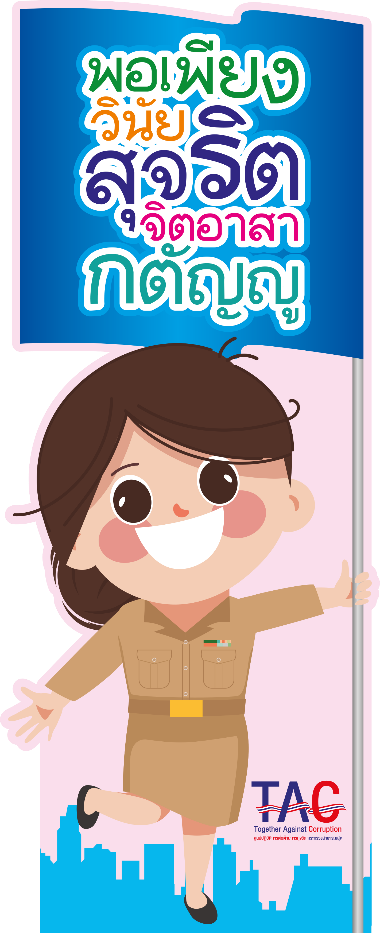 พอเพียง
วินัย
สุจริต
จิตอาสา
กตัญญู
TAC
Together Against Corruption